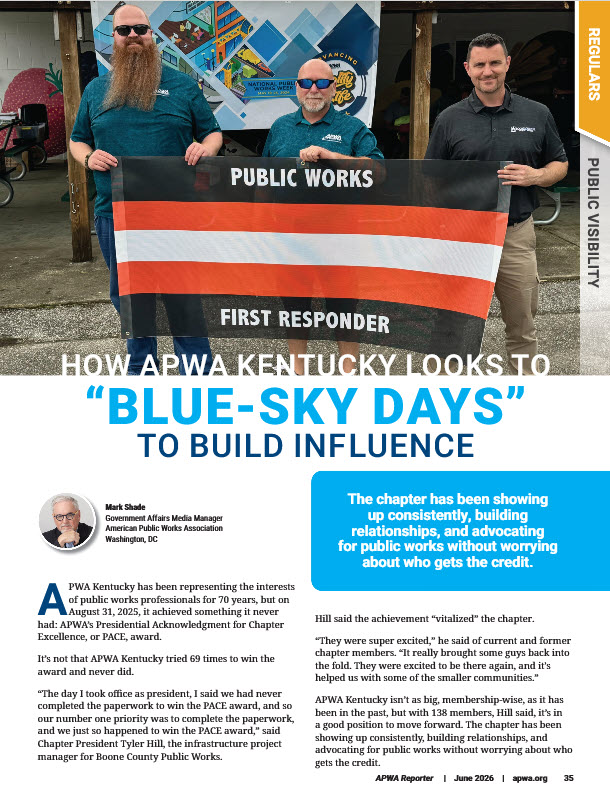 ANCING
NATIONAL PUBLIC
WORKS WEEK
APWA
PUBLIC WORKS
FIRST RESPONDER
REGULARS
PUBLIC VISIBILITY
HOW APWA KENTUCKY LOOKS TO
“BLUE-SKY DAYS”
TO BUILD INFLUENCE
Mark Shade
Government Affairs Media Manager
American Public Works Association
Washington, DC
The chapter has been showing
up consistently, building
relationships, and advocating
for public works without worrying
about who gets the credit.
APWA Kentucky has been representing the interests
of public works professionals for 70 years, but on
August 31, 2025, it achieved something it never
had: APWA’s Presidential Acknowledgment for Chapter
Excellence, or PACE, award.
It’s not that APWA Kentucky tried 69 times to win the
award and never did.
“The day I took office as president, I said we had never
completed the paperwork to win the PACE award, and so
our number one priority was to complete the paperwork,
and we just so happened to win the PACE award,” said
Chapter President Tyler Hill, the infrastructure project
manager for Boone County Public Works.
Hill said the achievement “vitalized” the chapter.
“They were super excited,” he said of current and former
chapter members. “It really brought some guys back into
the fold. They were excited to be there again, and it’s
helped us with some of the smaller communities.”
APWA Kentucky isn’t as big, membership-wise, as it has
been in the past, but with 138 members, Hill said, it’s in
a good position to move forward. The chapter has been
showing up consistently, building relationships, and
advocating for public works without worrying about who
gets the credit.
APWA Reporter | June 2026 | apwa.org 35